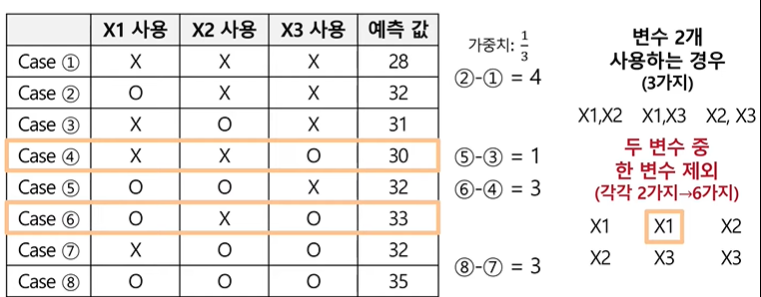 X1 사용 X2 사용 X3 사용 예측 값
Case ① X X X 28
Case ② O X X 32
Case ③ X O X 31
Case ④ X X O 30
Case ⑤ O O X 32
Case ⑥ O X O 33
Case ⑦ X O O 32
Case ⑧ O O O 35
가중치: 1/3
②-① = 4
⑤-③ = 1
⑥-④ = 3
⑧-⑦ = 3
변수 2개
사용하는 경우
(3가지)
X1,X2 X1,X3 X2, X3
두 변수 중
한 변수 제외
(각각 2가지→6가지)
X1 X1 X2
X2 X3 X3